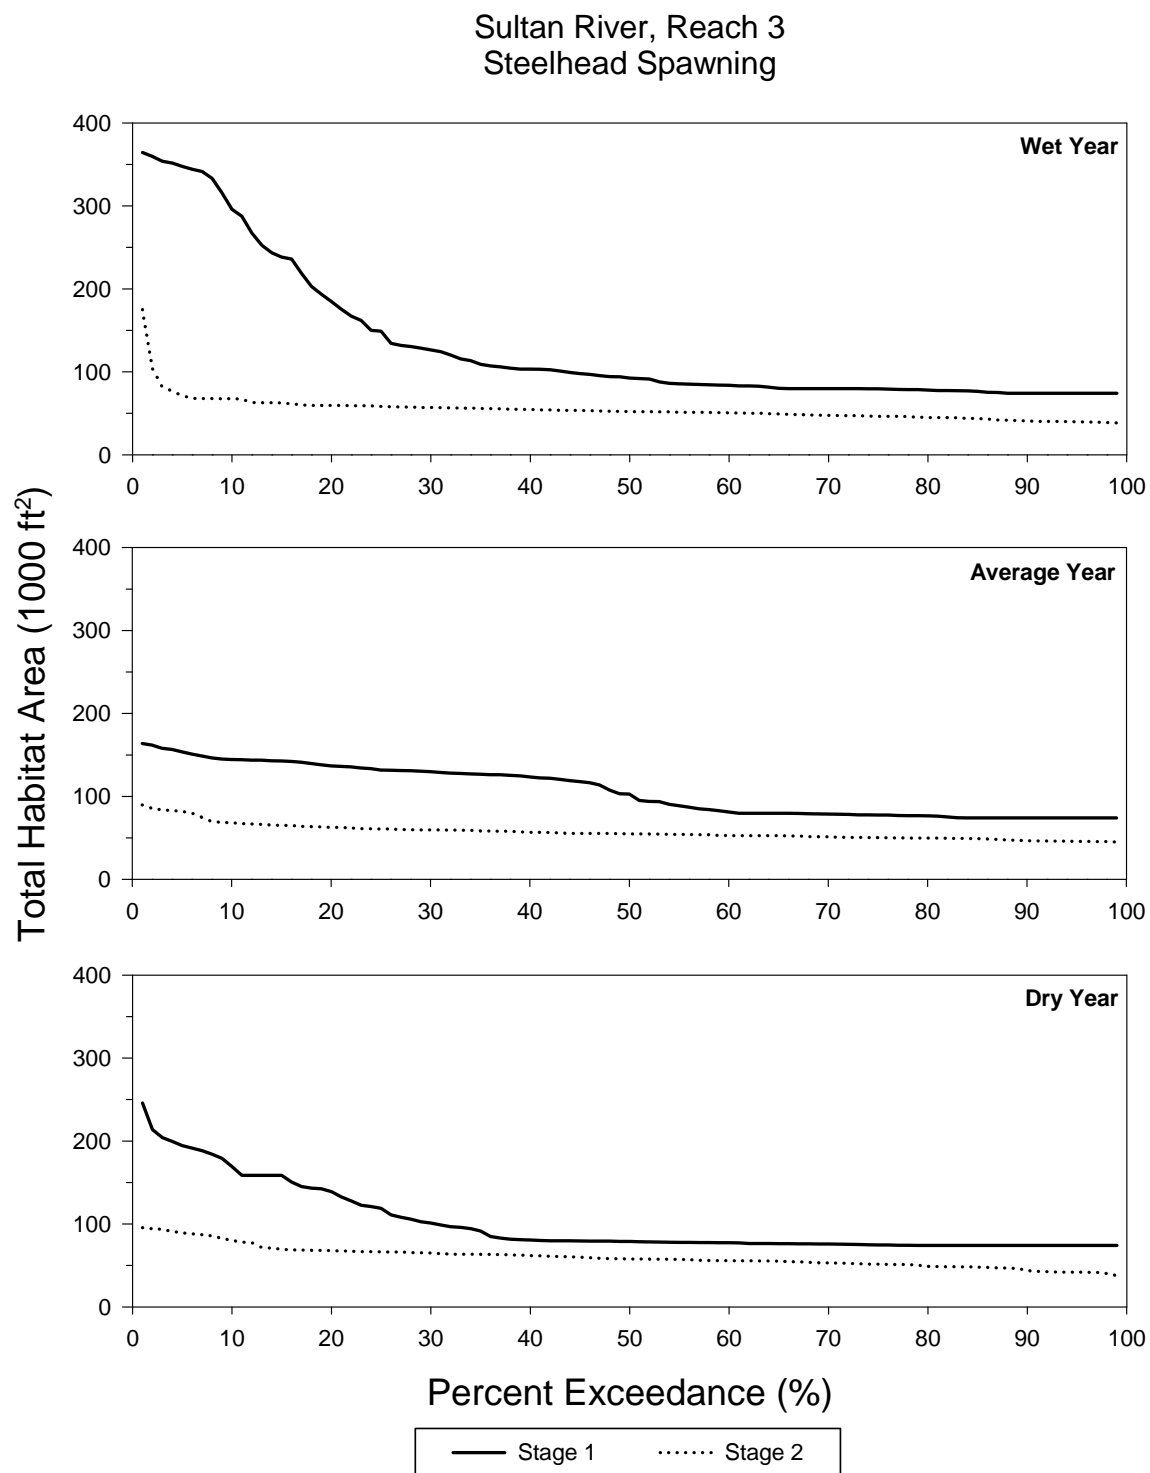 Sultan River, Reach 3
Steelhead Spawning
Total Habitat Area (1000 ft²)
400
300
200
100
0
Wet Year
0 10 20 30 40 50 60 70 80 90 100
400
300
200
100
0
Average Year
0 10 20 30 40 50 60 70 80 90 100
400
300
200
100
0
Dry Year
0 10 20 30 40 50 60 70 80 90 100
Percent Exceedance (%)
Stage 1 Stage 2